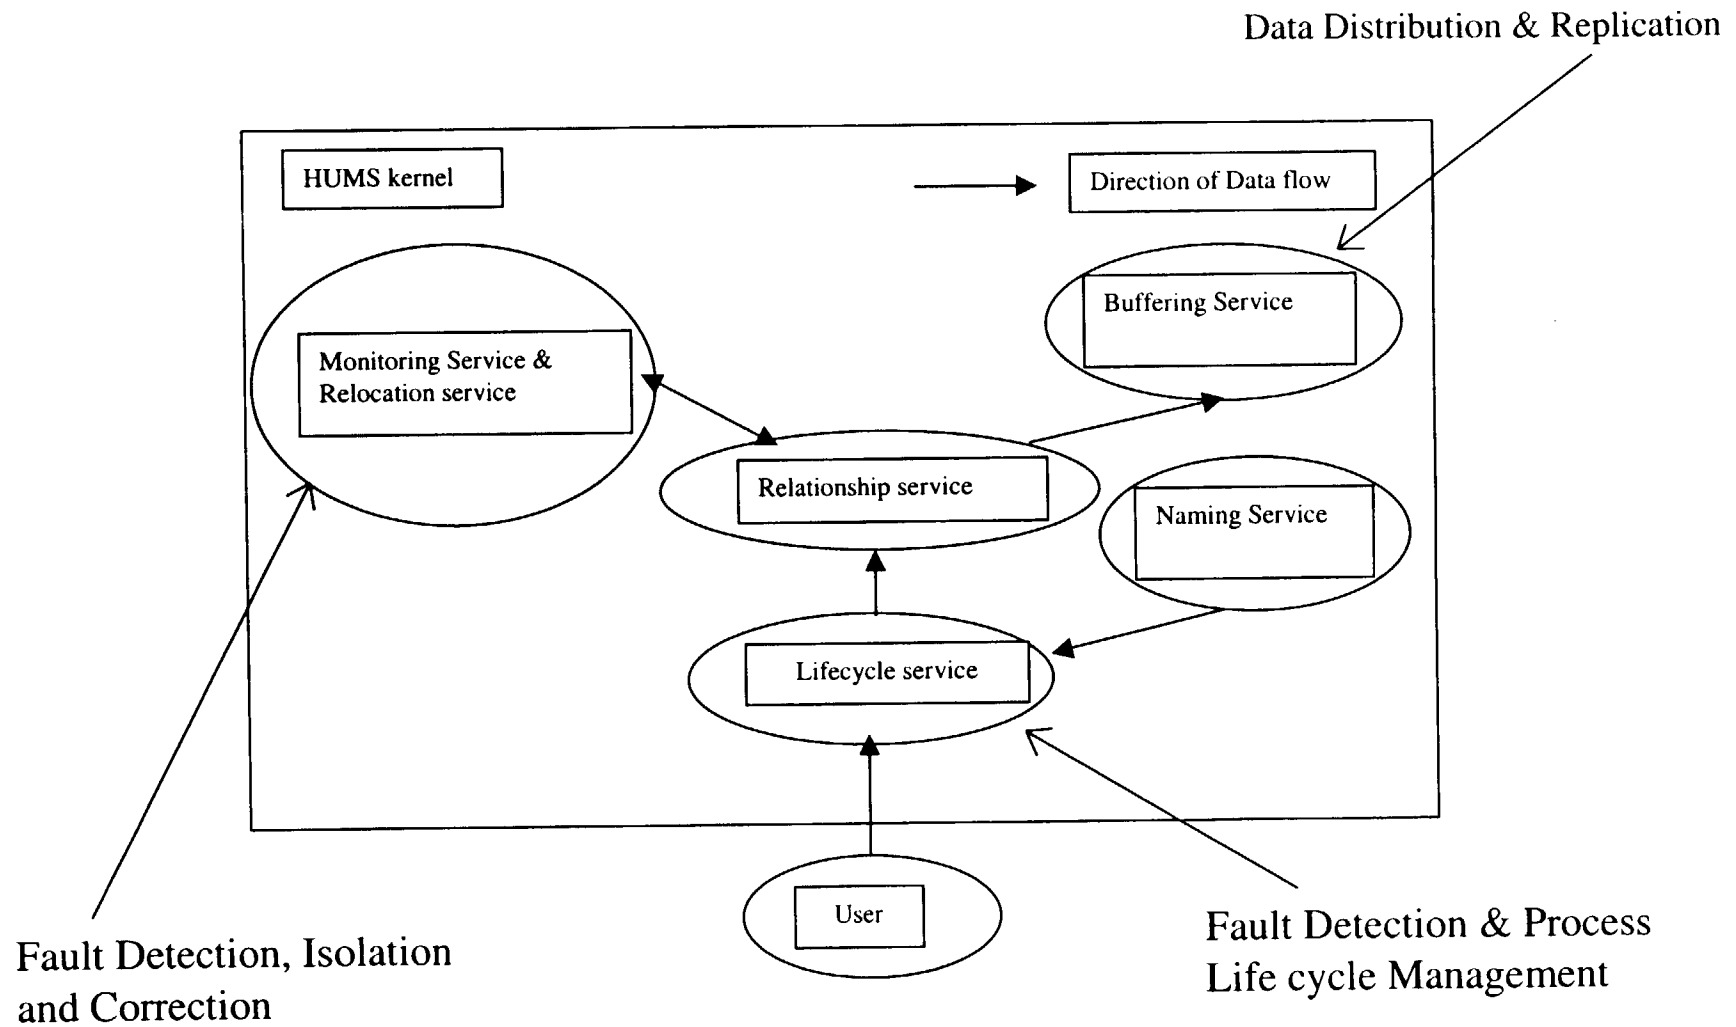 Data Distribution & Replication
HUMS kernel
Direction of Data flow
Monitoring Service &
Relocation service
Buffering Service
Relationship service
Naming Service
Lifecycle service
User
Fault Detection, Isolation
and Correction
Fault Detection & Process
Life cycle Management